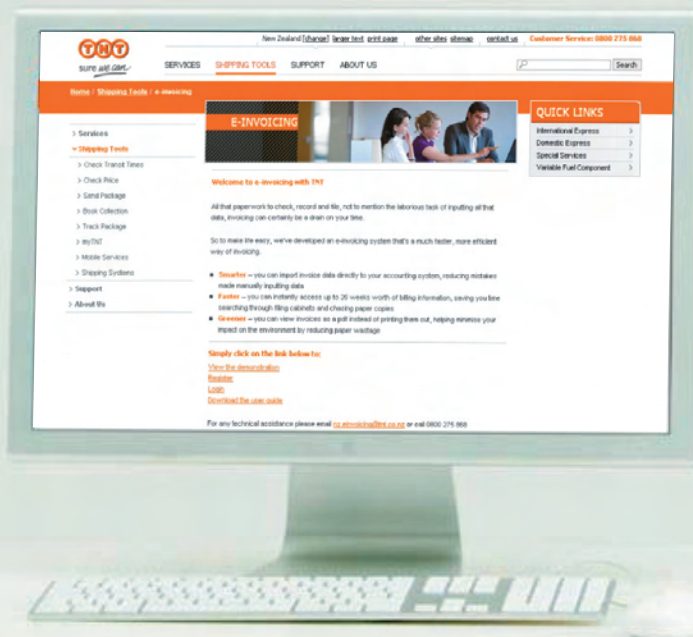 New Zealand [change] larger text print page other sites sitemap contact us Customer Service: 0800 275 868
TNT
sure we can
SERVICES SHIPPING TOOLS SUPPORT ABOUT US Search
Home / Shipping Tools / e-invoicing
E-INVOICING
QUICK LINKS
International Express >
Domestic Express >
Special Services >
Variable Fuel Component >
> Services
Shipping Tools
> Check Transit Times
> Check Price
> Send Package
> Book Collection
> Track Package
> myTNT
> Mobile Services
> Shipping Systems
> Support
> About Us
Welcome to e-invoicing with TNT
All that paperwork to check, record and file, not to mention the laborious task of inputting all that
data, invoicing can certainly be a drain on your time.
So to make life easy, we've developed an e-invoicing system that's a much faster, more efficient
way of invoicing.
■ Smarter – you can import invoice data directly to your accounting system, reducing mistakes
made manually inputting data
■ Faster – you can instantly access up to 26 weeks worth of billing information, saving you time
searching through filing cabinets and chasing paper copies
■ Greener – you can view invoices as a pdf instead of printing them out, helping minimise your
impact on the environment by reducing paper wastage
Simply click on the link below to:
View the demonstration
Register
Login
Download the user guide
For any technical assistance please email nz.einvoicing@tnt.co.nz or call 0800 275 868